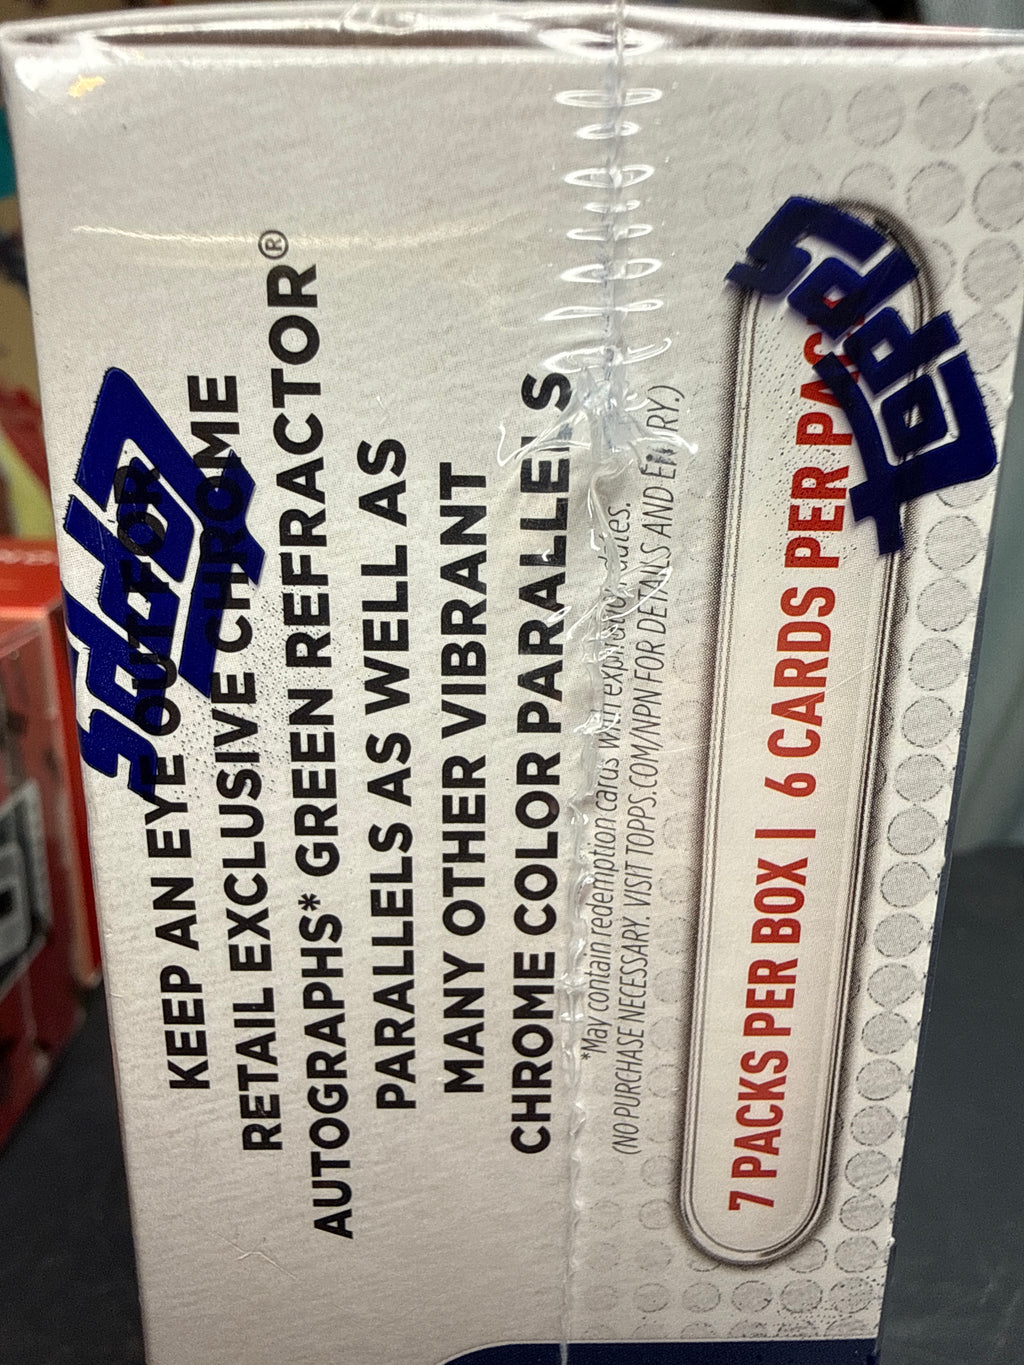 KEEP AN EYE OUT FOR
RETAIL EXCLUSIVE CHROME
AUTOGRAPHS* GREEN REFRACTOR®
PARALLELS AS WELL AS
MANY OTHER VIBRANT
CHROME COLOR PARALLELS
*May contain redemption cards with expiration dates.
(NO PURCHASE NECESSARY. VISIT TOPPS.COM/NPN FOR DETAILS AND ENTRY.)
7 PACKS PER BOX | 6 CARDS PER PACK
topps
topps